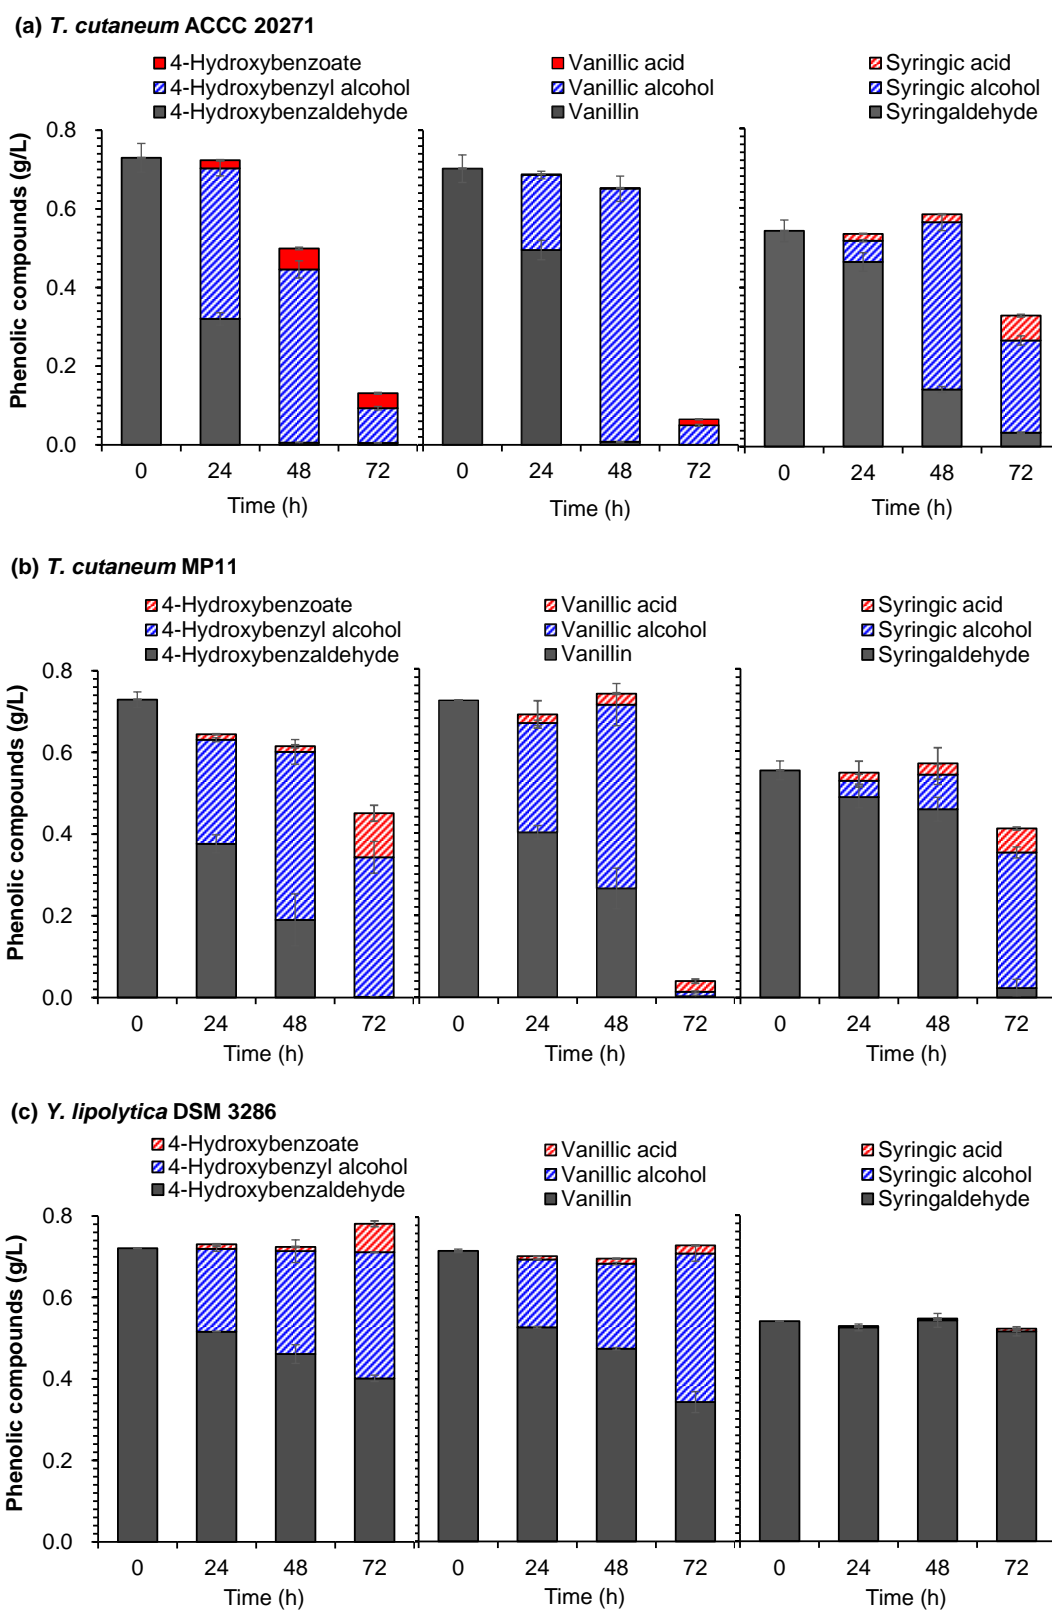 (a) T. cutaneum ACCC 20271
4-Hydroxybenzoate
4-Hydroxybenzyl alcohol
4-Hydroxybenzaldehyde
Vanillic acid
Vanillic alcohol
Vanillin
Syringic acid
Syringic alcohol
Syringaldehyde
Phenolic compounds (g/L)
0.8
0.6
0.4
0.2
0.0
0 24 48 72
Time (h)
0 24 48 72
Time (h)
0 24 48 72
Time (h)
(b) T. cutaneum MP11
4-Hydroxybenzoate
4-Hydroxybenzyl alcohol
4-Hydroxybenzaldehyde
Vanillic acid
Vanillic alcohol
Vanillin
Syringic acid
Syringic alcohol
Syringaldehyde
Phenolic compounds (g/L)
0.8
0.6
0.4
0.2
0.0
0 24 48 72
Time (h)
0 24 48 72
Time (h)
0 24 48 72
Time (h)
(c) Y. lipolytica DSM 3286
4-Hydroxybenzoate
4-Hydroxybenzyl alcohol
4-Hydroxybenzaldehyde
Vanillic acid
Vanillic alcohol
Vanillin
Syringic acid
Syringic alcohol
Syringaldehyde
Phenolic compounds (g/L)
0.8
0.6
0.4
0.2
0.0
0 24 48 72
Time (h)
0 24 48 72
Time (h)
0 24 48 72
Time (h)